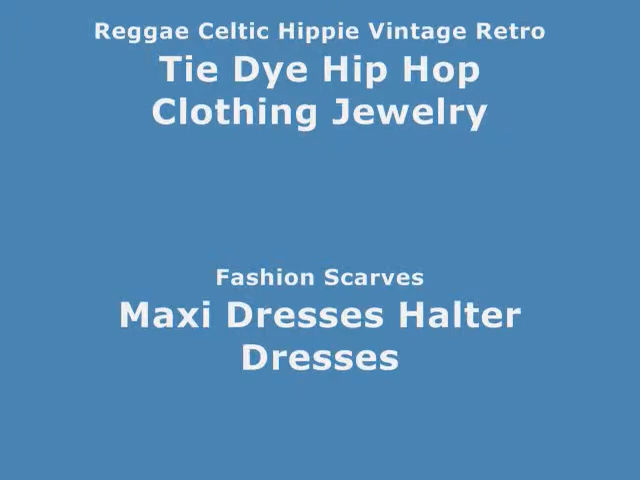 Reggae Celtic Hippie Vintage Retro
Tie Dye Hip Hop
Clothing Jewelry
Fashion Scarves
Maxi Dresses Halter
Dresses